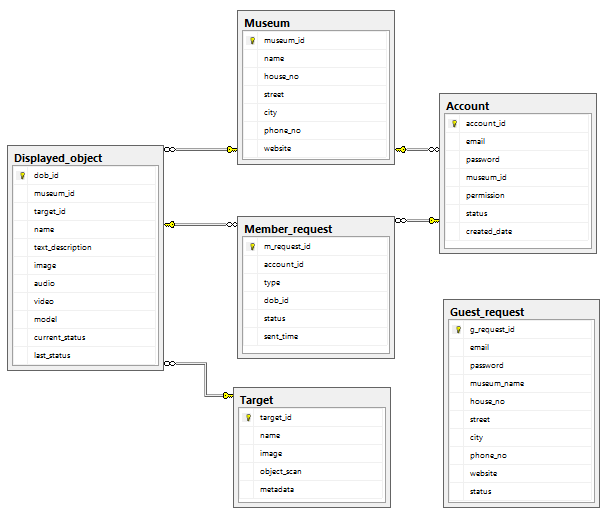 Museum
museum_id
name
house_no
street
city
phone_no
website
Account
account_id
email
password
museum_id
permission
status
created_date
Displayed_object
dob_id
museum_id
target_id
name
text_description
image
audio
video
model
current_status
last_status
Member_request
m_request_id
account_id
type
dob_id
status
sent_time
Guest_request
g_request_id
email
password
museum_name
house_no
street
city
phone_no
website
status
Target
target_id
name
image
object_scan
metadata